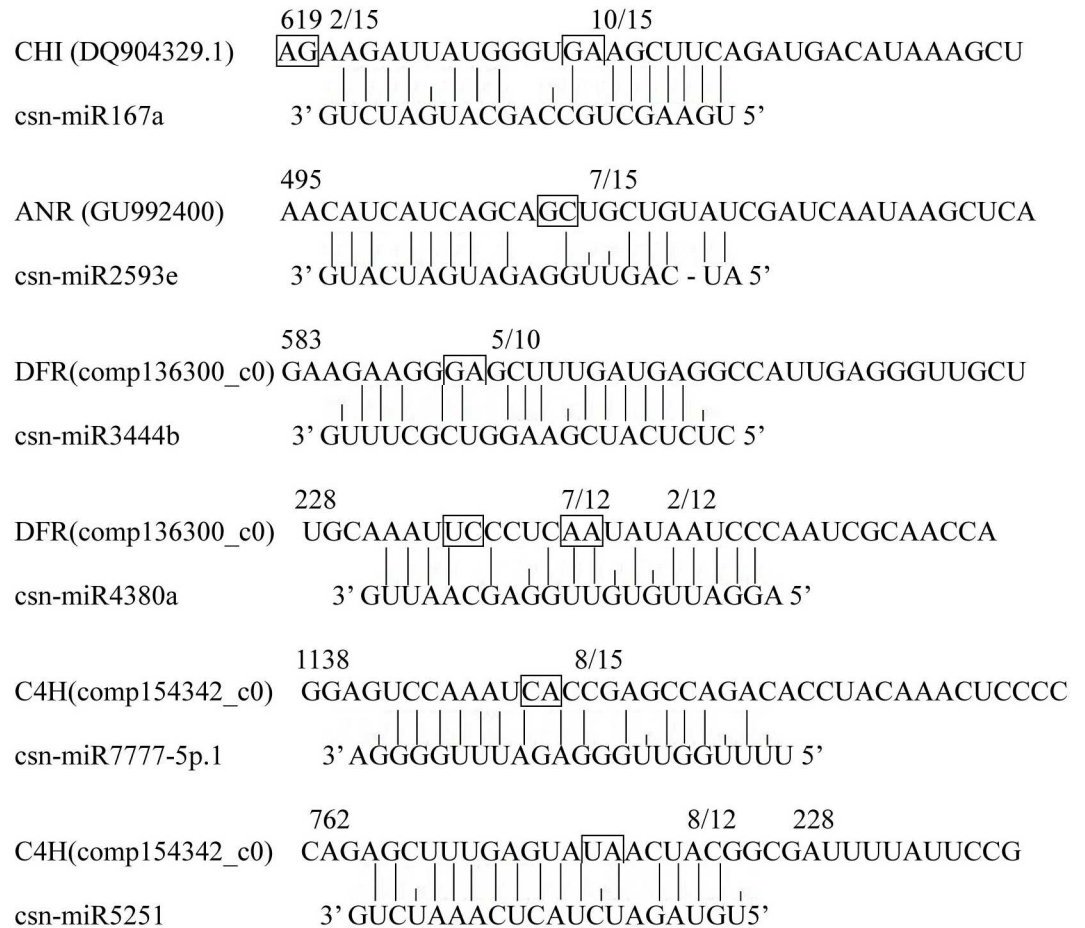 619 2/15 10/15
CHI (DQ904329.1) AGAAGAUUAUGGGUGAAGCUUCAGAUGACAUAAAGCU
csn-miR167a 3’ GUCUAGUACGACCGUCGAAGU 5’
495 7/15
ANR (GU992400) AACAUCAUCAGCAGCUGCUGUAUCGAUCAAUAAGCUCA
csn-miR2593e 3’ GUACUAGUAGAGGUUGAC - UA 5’
583 5/10
DFR(comp136300_c0) GAAGAAGGGGAGCUUUGAUGAGGCCAUUGAGGGUUGCU
csn-miR3444b 3’ GUUUCGCUGGAAGCUACUCUC 5’
228 7/12 2/12
DFR(comp136300_c0) UGCAAAUUCCCUCAAUAUAAUCCCAAUCGCAACCA
csn-miR4380a 3’ GUUAACGAGGUUGUGUUAGGA 5’
1138 8/15
C4H(comp154342_c0) GGAGUCCAAAUCACCGAGCCAGACACCUACAAACUCCCC
csn-miR7777-5p.1 3’ AGGGGUUUAGAGGGUUGGUUUU 5’
762 8/12 228
C4H(comp154342_c0) CAGAGCUUUGAGUAUAACUACGGCGAUUUUAUUCCG
csn-miR5251 3’ GUCUAAACUCAUCUAGAUGU5’